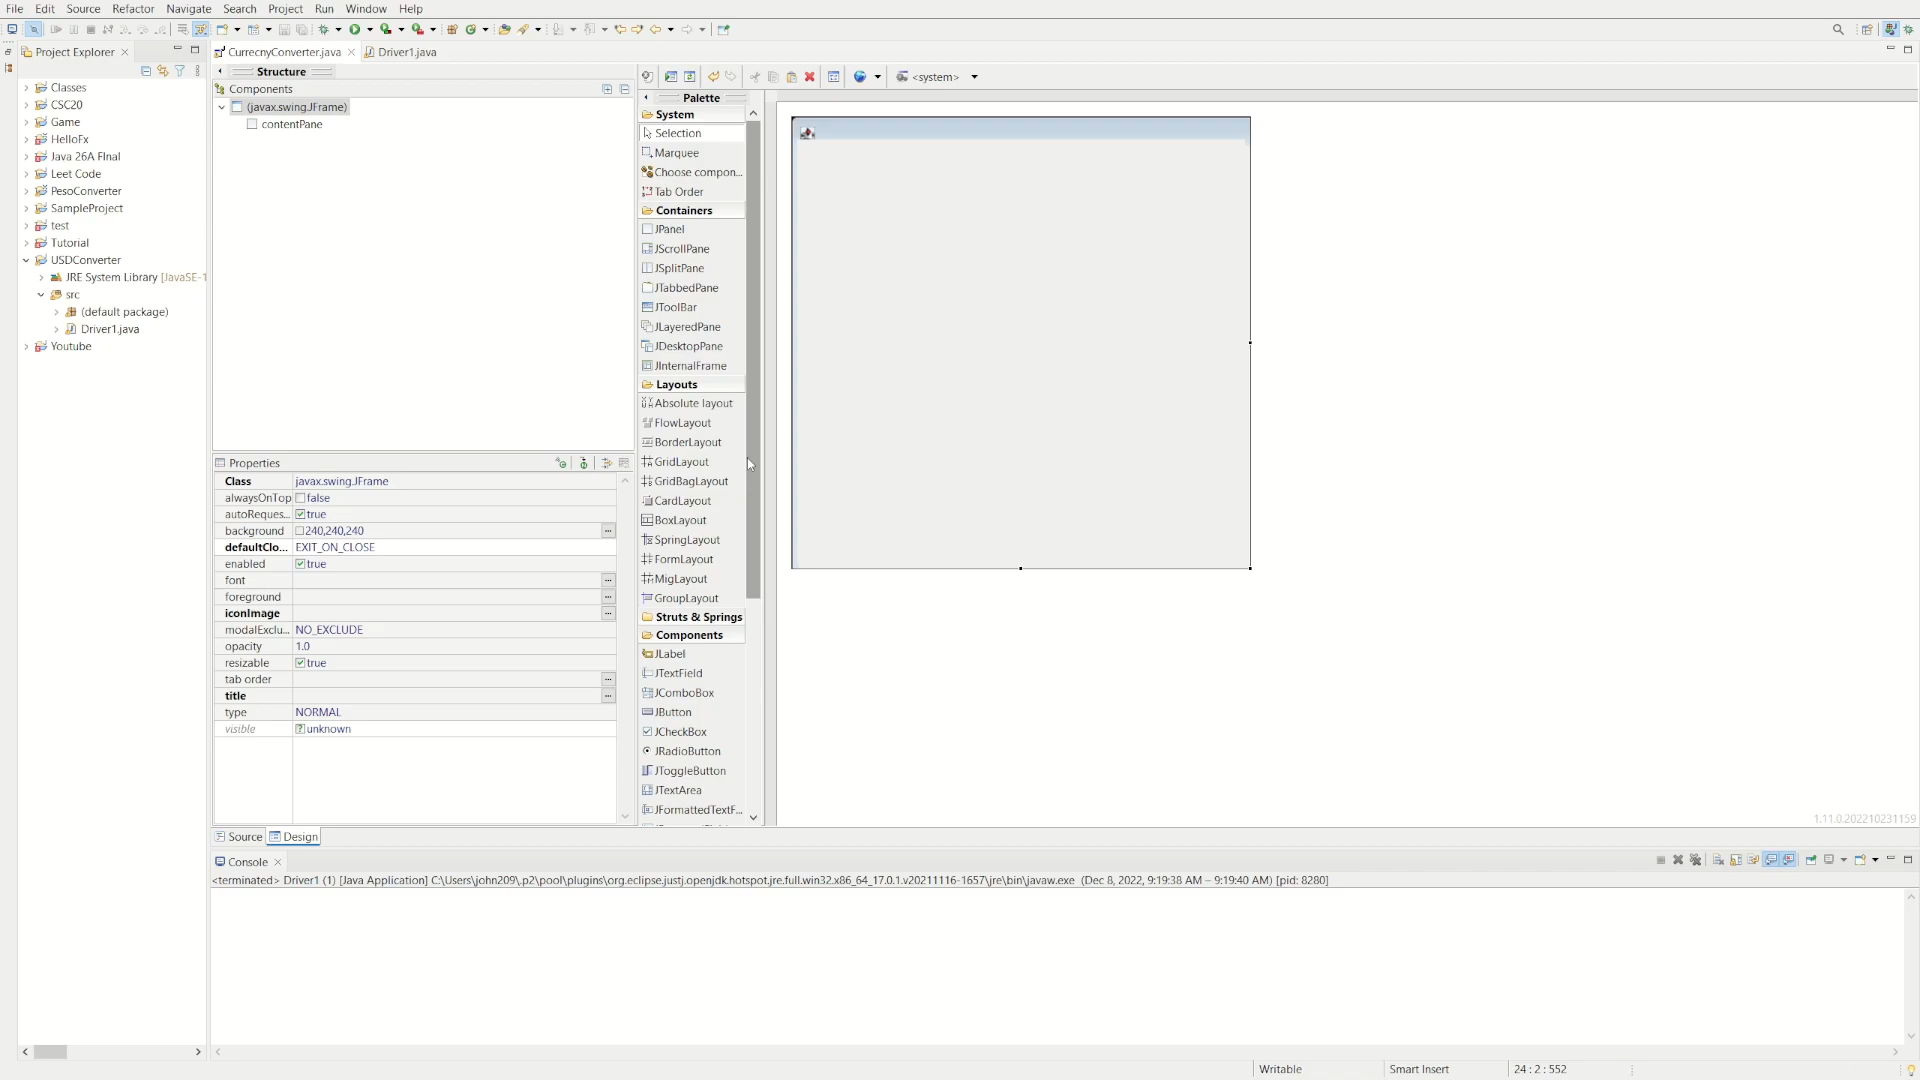 File Edit Source Refactor Navigate Search Project Run Window Help
<system>
Project Explorer
CurrecnyConverter.java
Driver1.java
Classes
CSC20
Game
HelloFx
Java 26A FInal
Leet Code
PesoConverter
SampleProject
test
Tutorial
USDConverter
JRE System Library [JavaSE-1
src
(default package)
Driver1.java
Youtube
Structure
Components
(javax.swing.JFrame)
contentPane
Properties
Class javax.swing.JFrame
alwaysOnTop false
autoReques... true
background 240,240,240
defaultClo... EXIT_ON_CLOSE
enabled true
font
foreground
iconImage
modalExclu... NO_EXCLUDE
opacity 1.0
resizable true
tab order
title
type NORMAL
visible unknown
Palette
System
Selection
Marquee
Choose compon...
Tab Order
Containers
JPanel
JScrollPane
JSplitPane
JTabbedPane
JToolBar
JLayeredPane
JDesktopPane
JInternalFrame
Layouts
Absolute layout
FlowLayout
BorderLayout
GridLayout
GridBagLayout
CardLayout
BoxLayout
SpringLayout
FormLayout
MigLayout
GroupLayout
Struts & Springs
Components
JLabel
JTextField
JComboBox
JButton
JCheckBox
JRadioButton
JToggleButton
JTextArea
JFormattedTextF...
1.11.0.202210231159
Source Design
Console
<terminated> Driver1 (1) [Java Application] C:\Users\john209\.p2\pool\plugins\org.eclipse.justj.openjdk.hotspot.jre.full.win32.x86_64_17.0.1.v20211116-1657\jre\bin\javaw.exe (Dec 8, 2022, 9:19:38 AM – 9:19:40 AM) [pid: 8280]
Writable Smart Insert 24 : 2 : 552